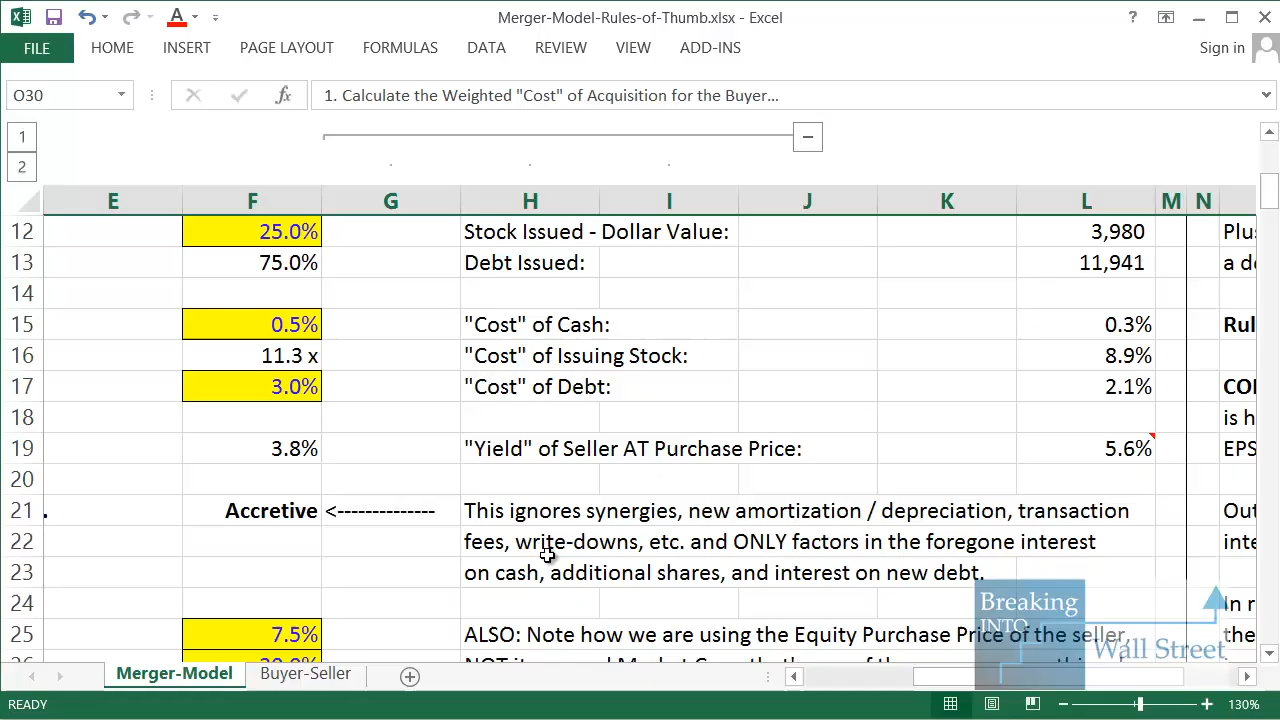 Merger-Model-Rules-of-Thumb.xlsx - Excel
?
FILE HOME INSERT PAGE LAYOUT FORMULAS DATA REVIEW VIEW ADD-INS Sign in
O30 fx 1. Calculate the Weighted "Cost" of Acquisition for the Buyer...
1
2
E F G H I J K L M N
12 25.0% Stock Issued - Dollar Value: 3,980 Plus
13 75.0% Debt Issued: 11,941 a de
14
15 0.5% "Cost" of Cash: 0.3% Rul
16 11.3 x "Cost" of Issuing Stock: 8.9%
17 3.0% "Cost" of Debt: 2.1% CO
18 is h
19 3.8% "Yield" of Seller AT Purchase Price: 5.6% EPS
20
21 . Accretive <-------------- This ignores synergies, new amortization / depreciation, transaction Out
22 fees, write-downs, etc. and ONLY factors in the foregone interest inte
23 on cash, additional shares, and interest on new debt.
24 In r
25 7.5% ALSO: Note how we are using the Equity Purchase Price of the seller, the
Breaking
INTO
Wall Street
Merger-Model Buyer-Seller
READY 130%